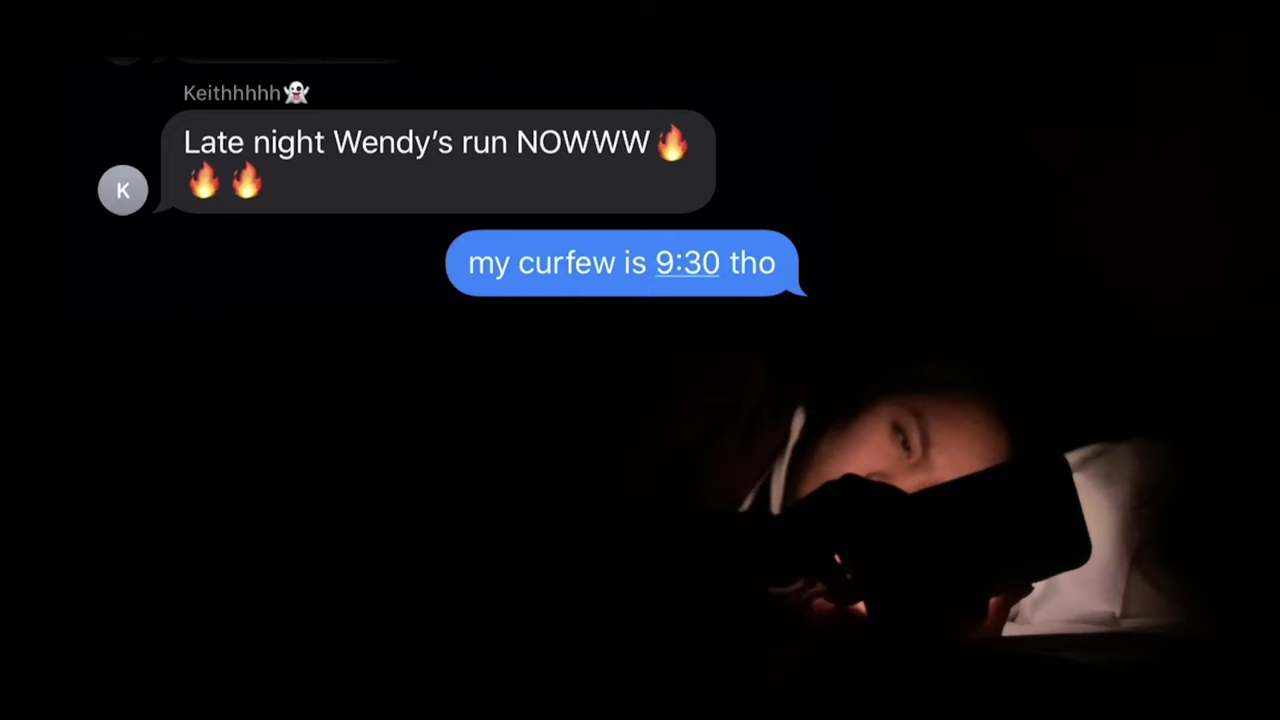 Keithhhhh👻
Late night Wendy's run NOWWW🔥
🔥🔥
K
my curfew is 9:30 tho